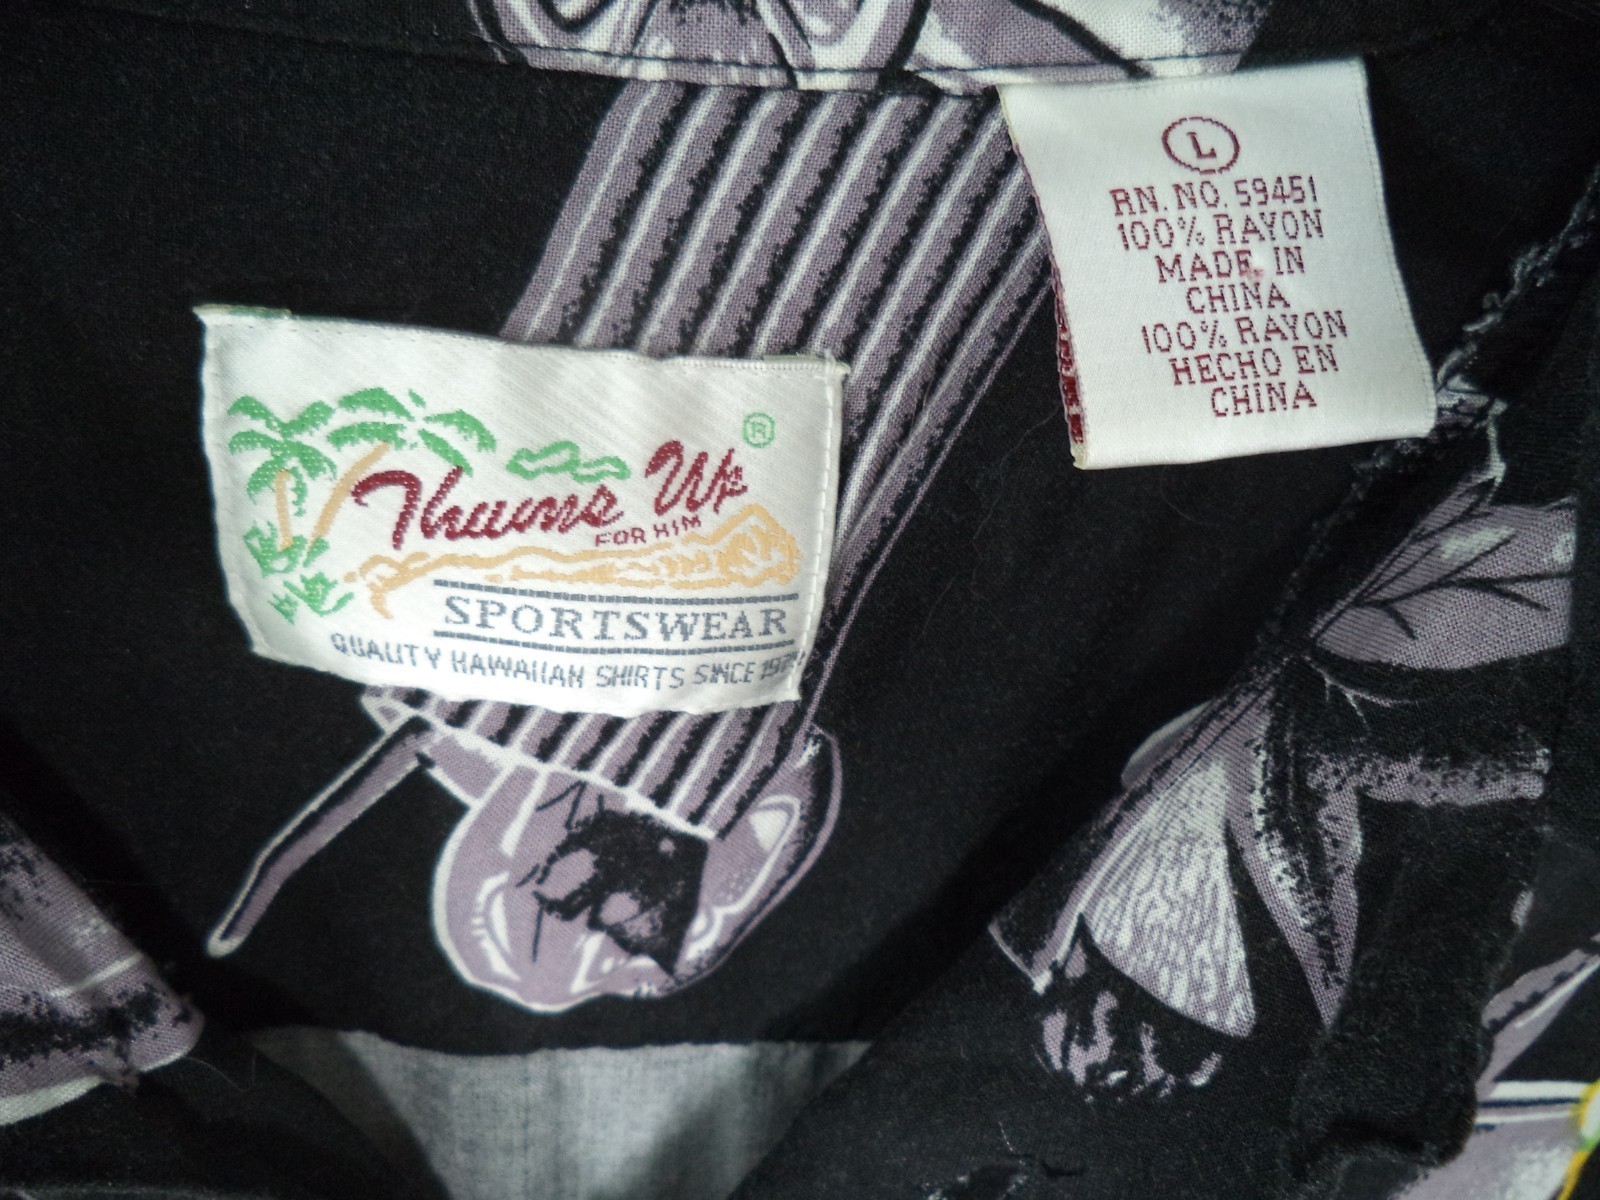 Thums Up ®
FOR HIM
SPORTSWEAR
QUALITY HAWAIIAN SHIRTS SINCE
L
RN. NO. 59451
100% RAYON
MADE IN
CHINA
100% RAYON
HECHO EN
CHINA